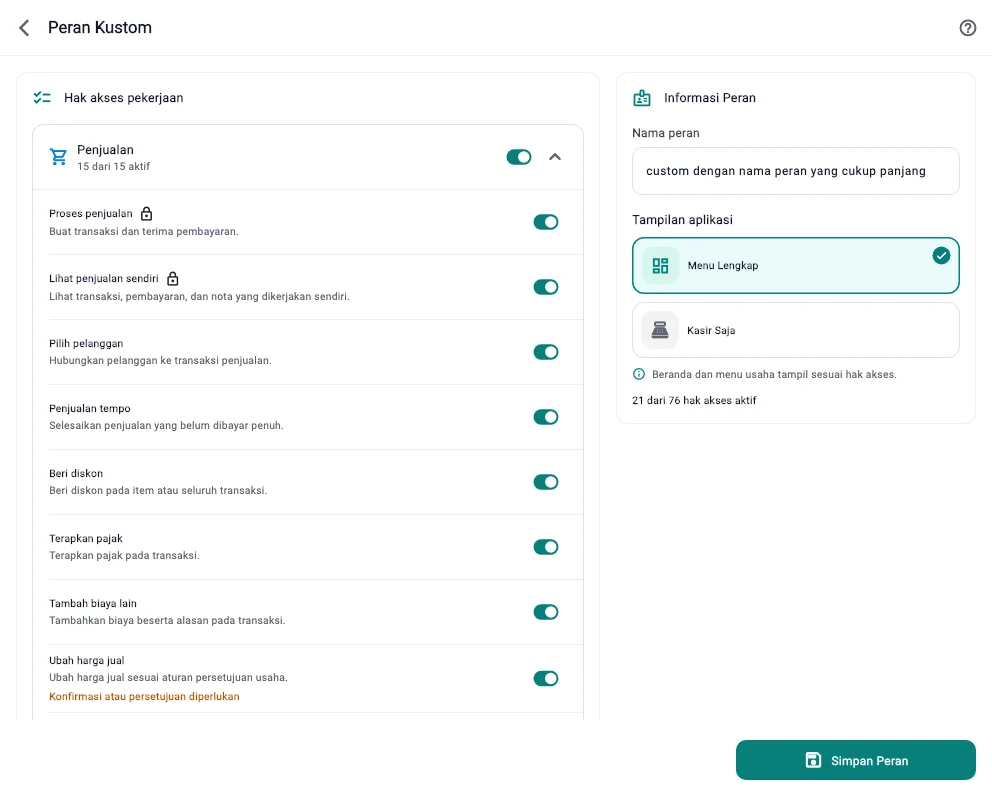 Peran Kustom
Hak akses pekerjaan
Penjualan
15 dari 15 aktif
Proses penjualan
Buat transaksi dan terima pembayaran.
Lihat penjualan sendiri
Lihat transaksi, pembayaran, dan nota yang dikerjakan sendiri.
Pilih pelanggan
Hubungkan pelanggan ke transaksi penjualan.
Penjualan tempo
Selesaikan penjualan yang belum dibayar penuh.
Beri diskon
Beri diskon pada item atau seluruh transaksi.
Terapkan pajak
Terapkan pajak pada transaksi.
Tambah biaya lain
Tambahkan biaya beserta alasan pada transaksi.
Ubah harga jual
Ubah harga jual sesuai aturan persetujuan usaha.
Konfirmasi atau persetujuan diperlukan
Informasi Peran
Nama peran
custom dengan nama peran yang cukup panjang
Tampilan aplikasi
Menu Lengkap
Kasir Saja
Beranda dan menu usaha tampil sesuai hak akses.
21 dari 76 hak akses aktif
Simpan Peran